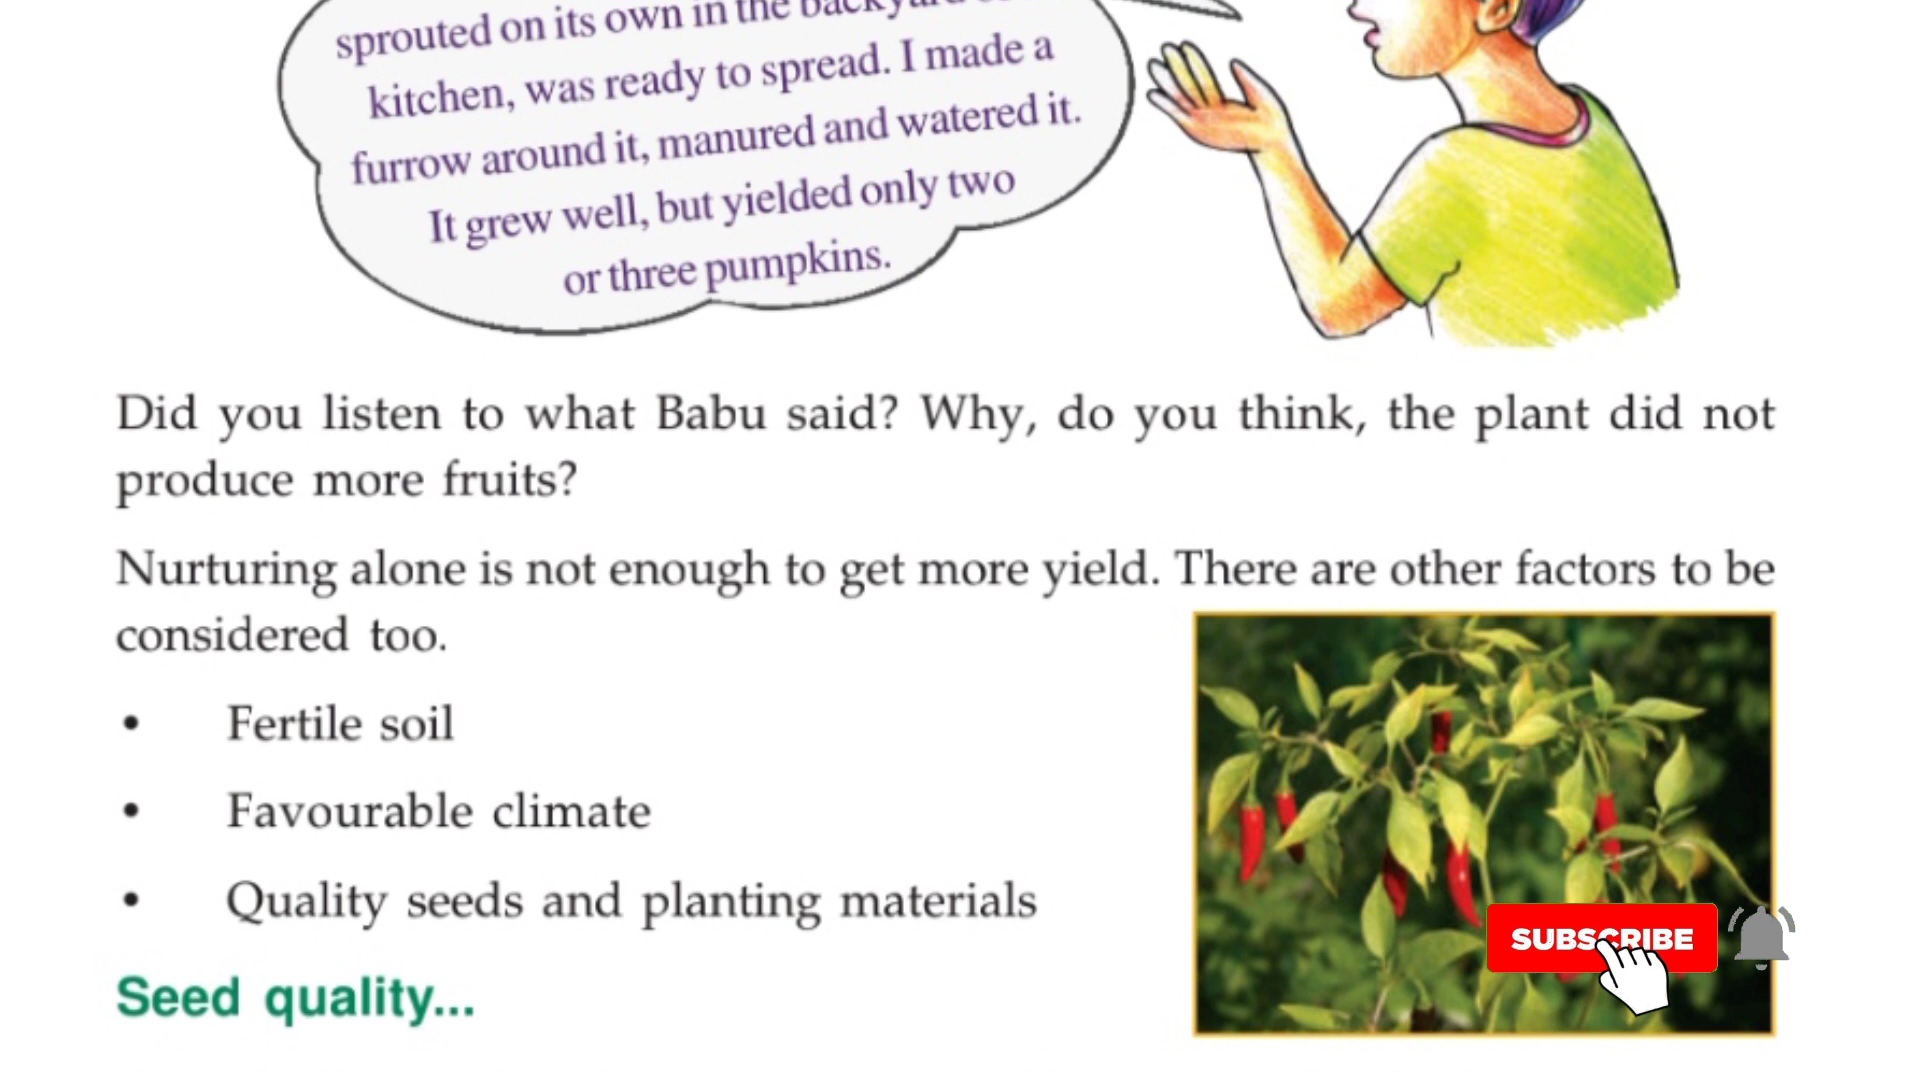 sprouted on its own in the backyard
kitchen, was ready to spread. I made a
furrow around it, manured and watered it.
It grew well, but yielded only two
or three pumpkins.
Did you listen to what Babu said? Why, do you think, the plant did not
produce more fruits?
Nurturing alone is not enough to get more yield. There are other factors to be
considered too.
• Fertile soil
• Favourable climate
• Quality seeds and planting materials
SUBSCRIBE
Seed quality...